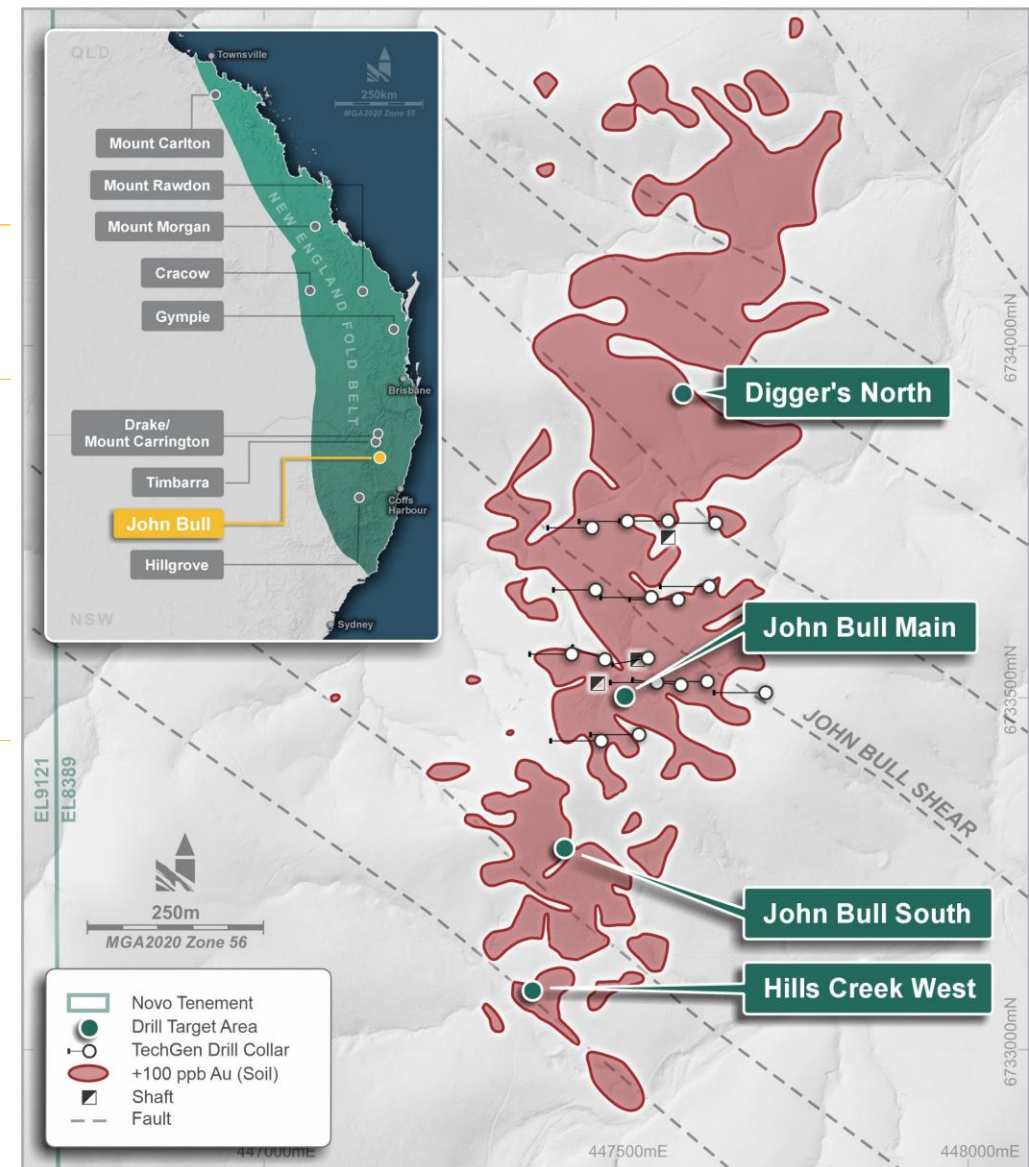 QLD
Townsville
250km
MGA2020 Zone 55
Mount Carlton
Mount Rawdon
Mount Morgan
Cracow
Gympie
NEW ENGLAND FOLD BELT
Brisbane
Drake/
Mount Carrington
Timbarra
John Bull
Coffs
Harbour
Hillgrove
NSW
Sydney
6734000mN
Digger's North
John Bull Main
6733500mN
JOHN BULL SHEAR
EL9121
EL8389
250m
MGA2020 Zone 56
John Bull South
Hills Creek West
6733000mN
Novo Tenement
Drill Target Area
TechGen Drill Collar
+100 ppb Au (Soil)
Shaft
Fault
447000mE
447500mE
448000mE